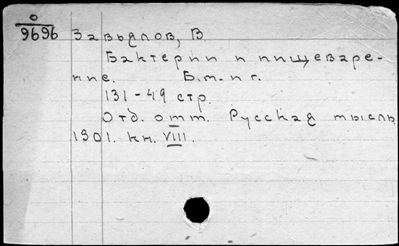 o
9696
Завьялов, В.
Бактерии и пищеваре-
ние. Б.м. и г.
131-49 стр.
Отд. отт. Русская мысль,
1901. кн. VIII.